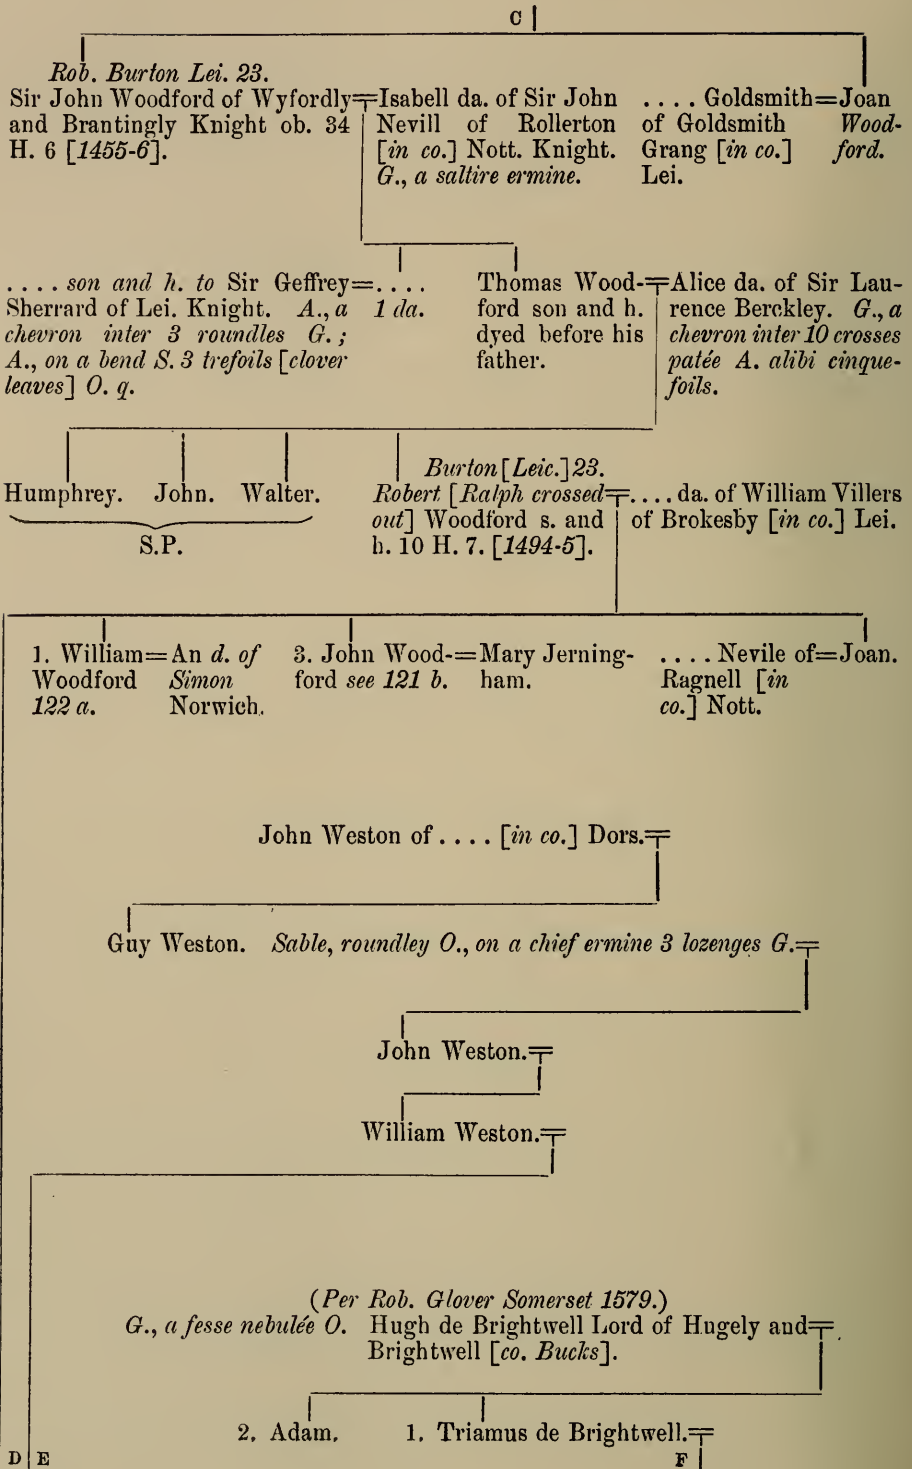 C
Rob. Burton Lei. 23.
Sir John Woodford of Wyfordly=Isabell da. of Sir John .... Goldsmith=Joan
and Brantingly Knight ob. 34 Nevill of Rollerton of Goldsmith Wood-
H. 6 [1455-6]. [in co.] Nott. Knight. Grang [in co.] ford.
G., a saltire ermine. Lei.
.... son and h. to Sir Geffrey=.... Thomas Wood-=Alice da. of Sir Lau-
Sherrard of Lei. Knight. A., a 1 da. ford son and h. rence Berckley. G., a
chevron inter 3 roundles G.; dyed before his chevron inter 10 crosses
A., on a bend S. 3 trefoils [clover father. patée A. alibi cinque-
leaves] O. q. foils.
Burton [Leic.] 23.
Humphrey. John. Walter. Robert [Ralph crossed=.... da. of William Villers
out] Woodford s. and of Brokesby [in co.] Lei.
S.P. h. 10 H. 7. [1494-5].
1. William=An d. of 3. John Wood-=Mary Jerning- .... Nevile of=Joan.
Woodford Simon ford see 121 b. ham. Ragnell [in
122 a. Norwich. co.] Nott.
John Weston of .... [in co.] Dors.=
Guy Weston. Sable, roundley O., on a chief ermine 3 lozenges G.=
John Weston.=
William Weston.=
(Per Rob. Glover Somerset 1579.)
G., a fesse nebulée O. Hugh de Brightwell Lord of Hugely and=
Brightwell [co. Bucks].
2. Adam. 1. Triamus de Brightwell.=
D E F